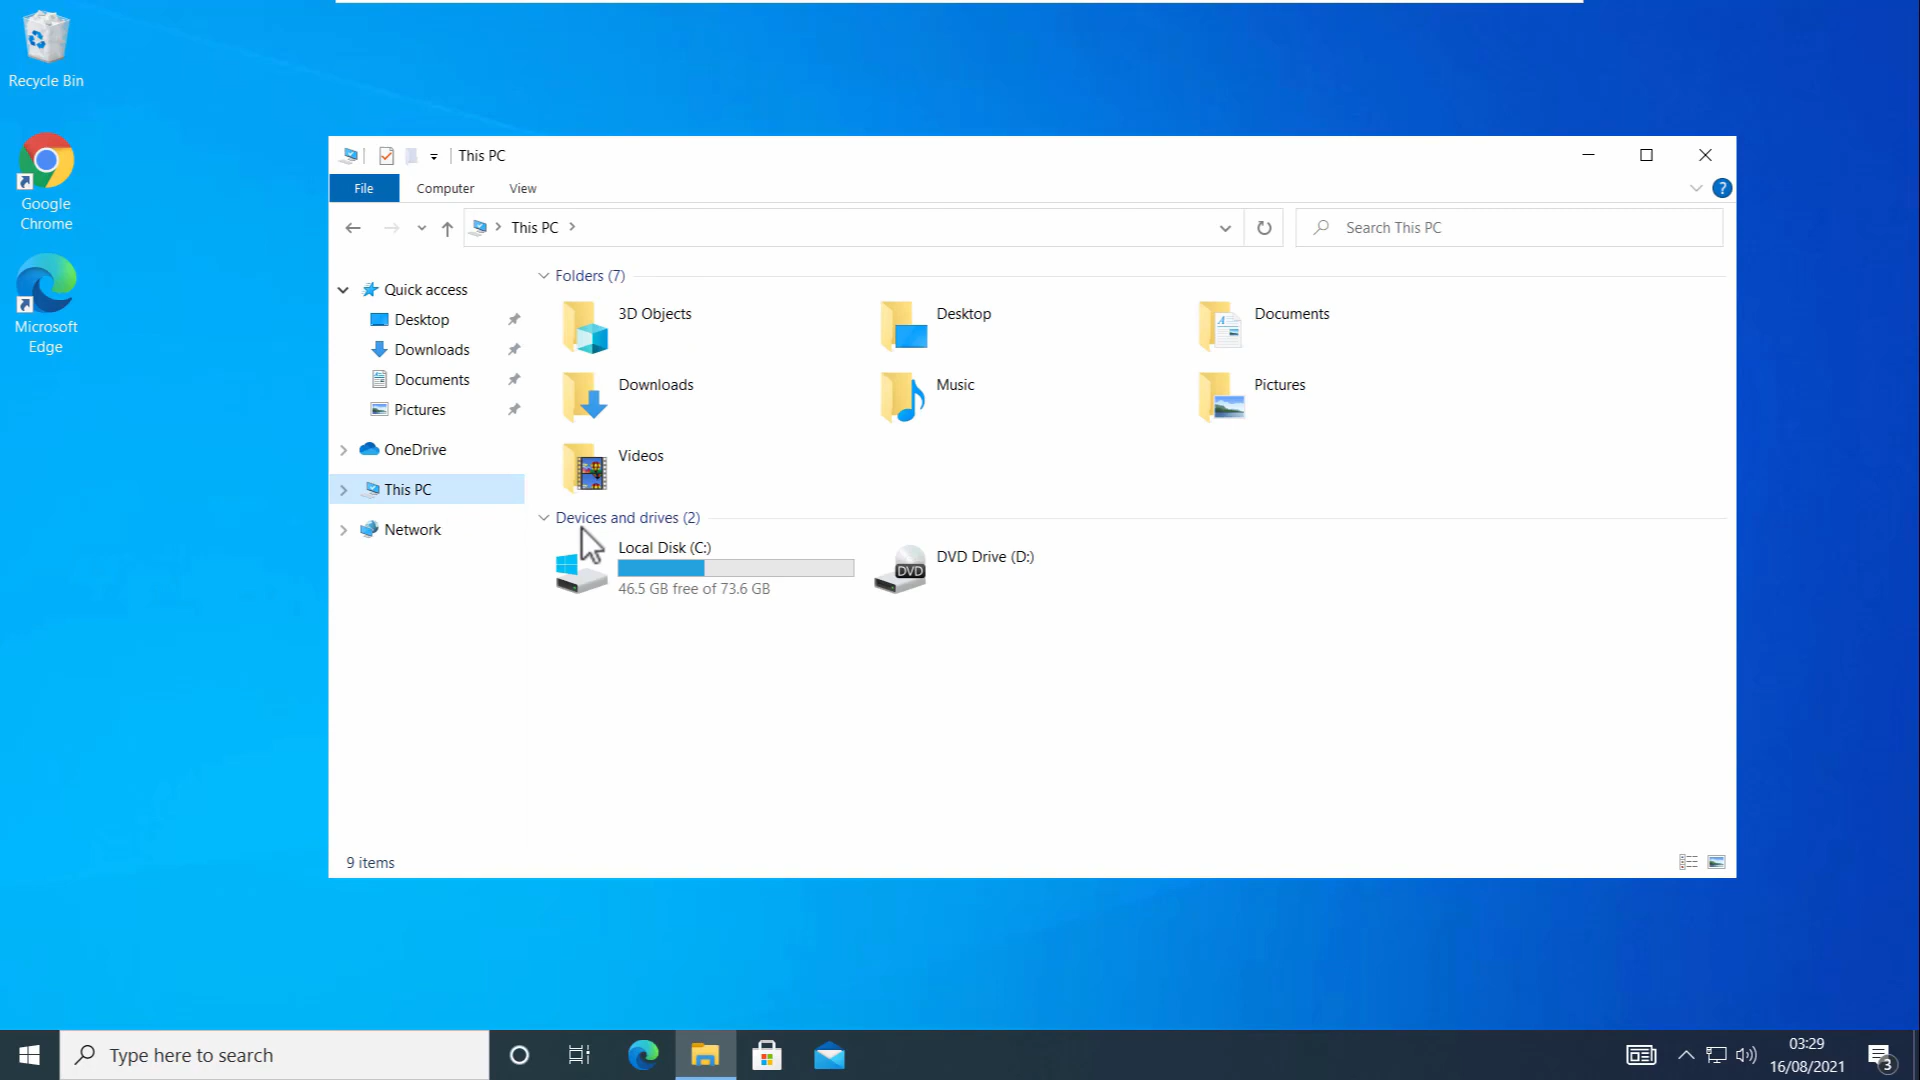 Recycle Bin
Google
Chrome
Microsoft
Edge
This PC
File
Computer
View
?
This PC
Search This PC
Quick access
Desktop
Downloads
Documents
Pictures
OneDrive
This PC
Network
Folders (7)
3D Objects
Desktop
Documents
Downloads
Music
Pictures
Videos
Devices and drives (2)
Local Disk (C:)
46.5 GB free of 73.6 GB
DVD
DVD Drive (D:)
9 items
Type here to search
03:29
16/08/2021
3